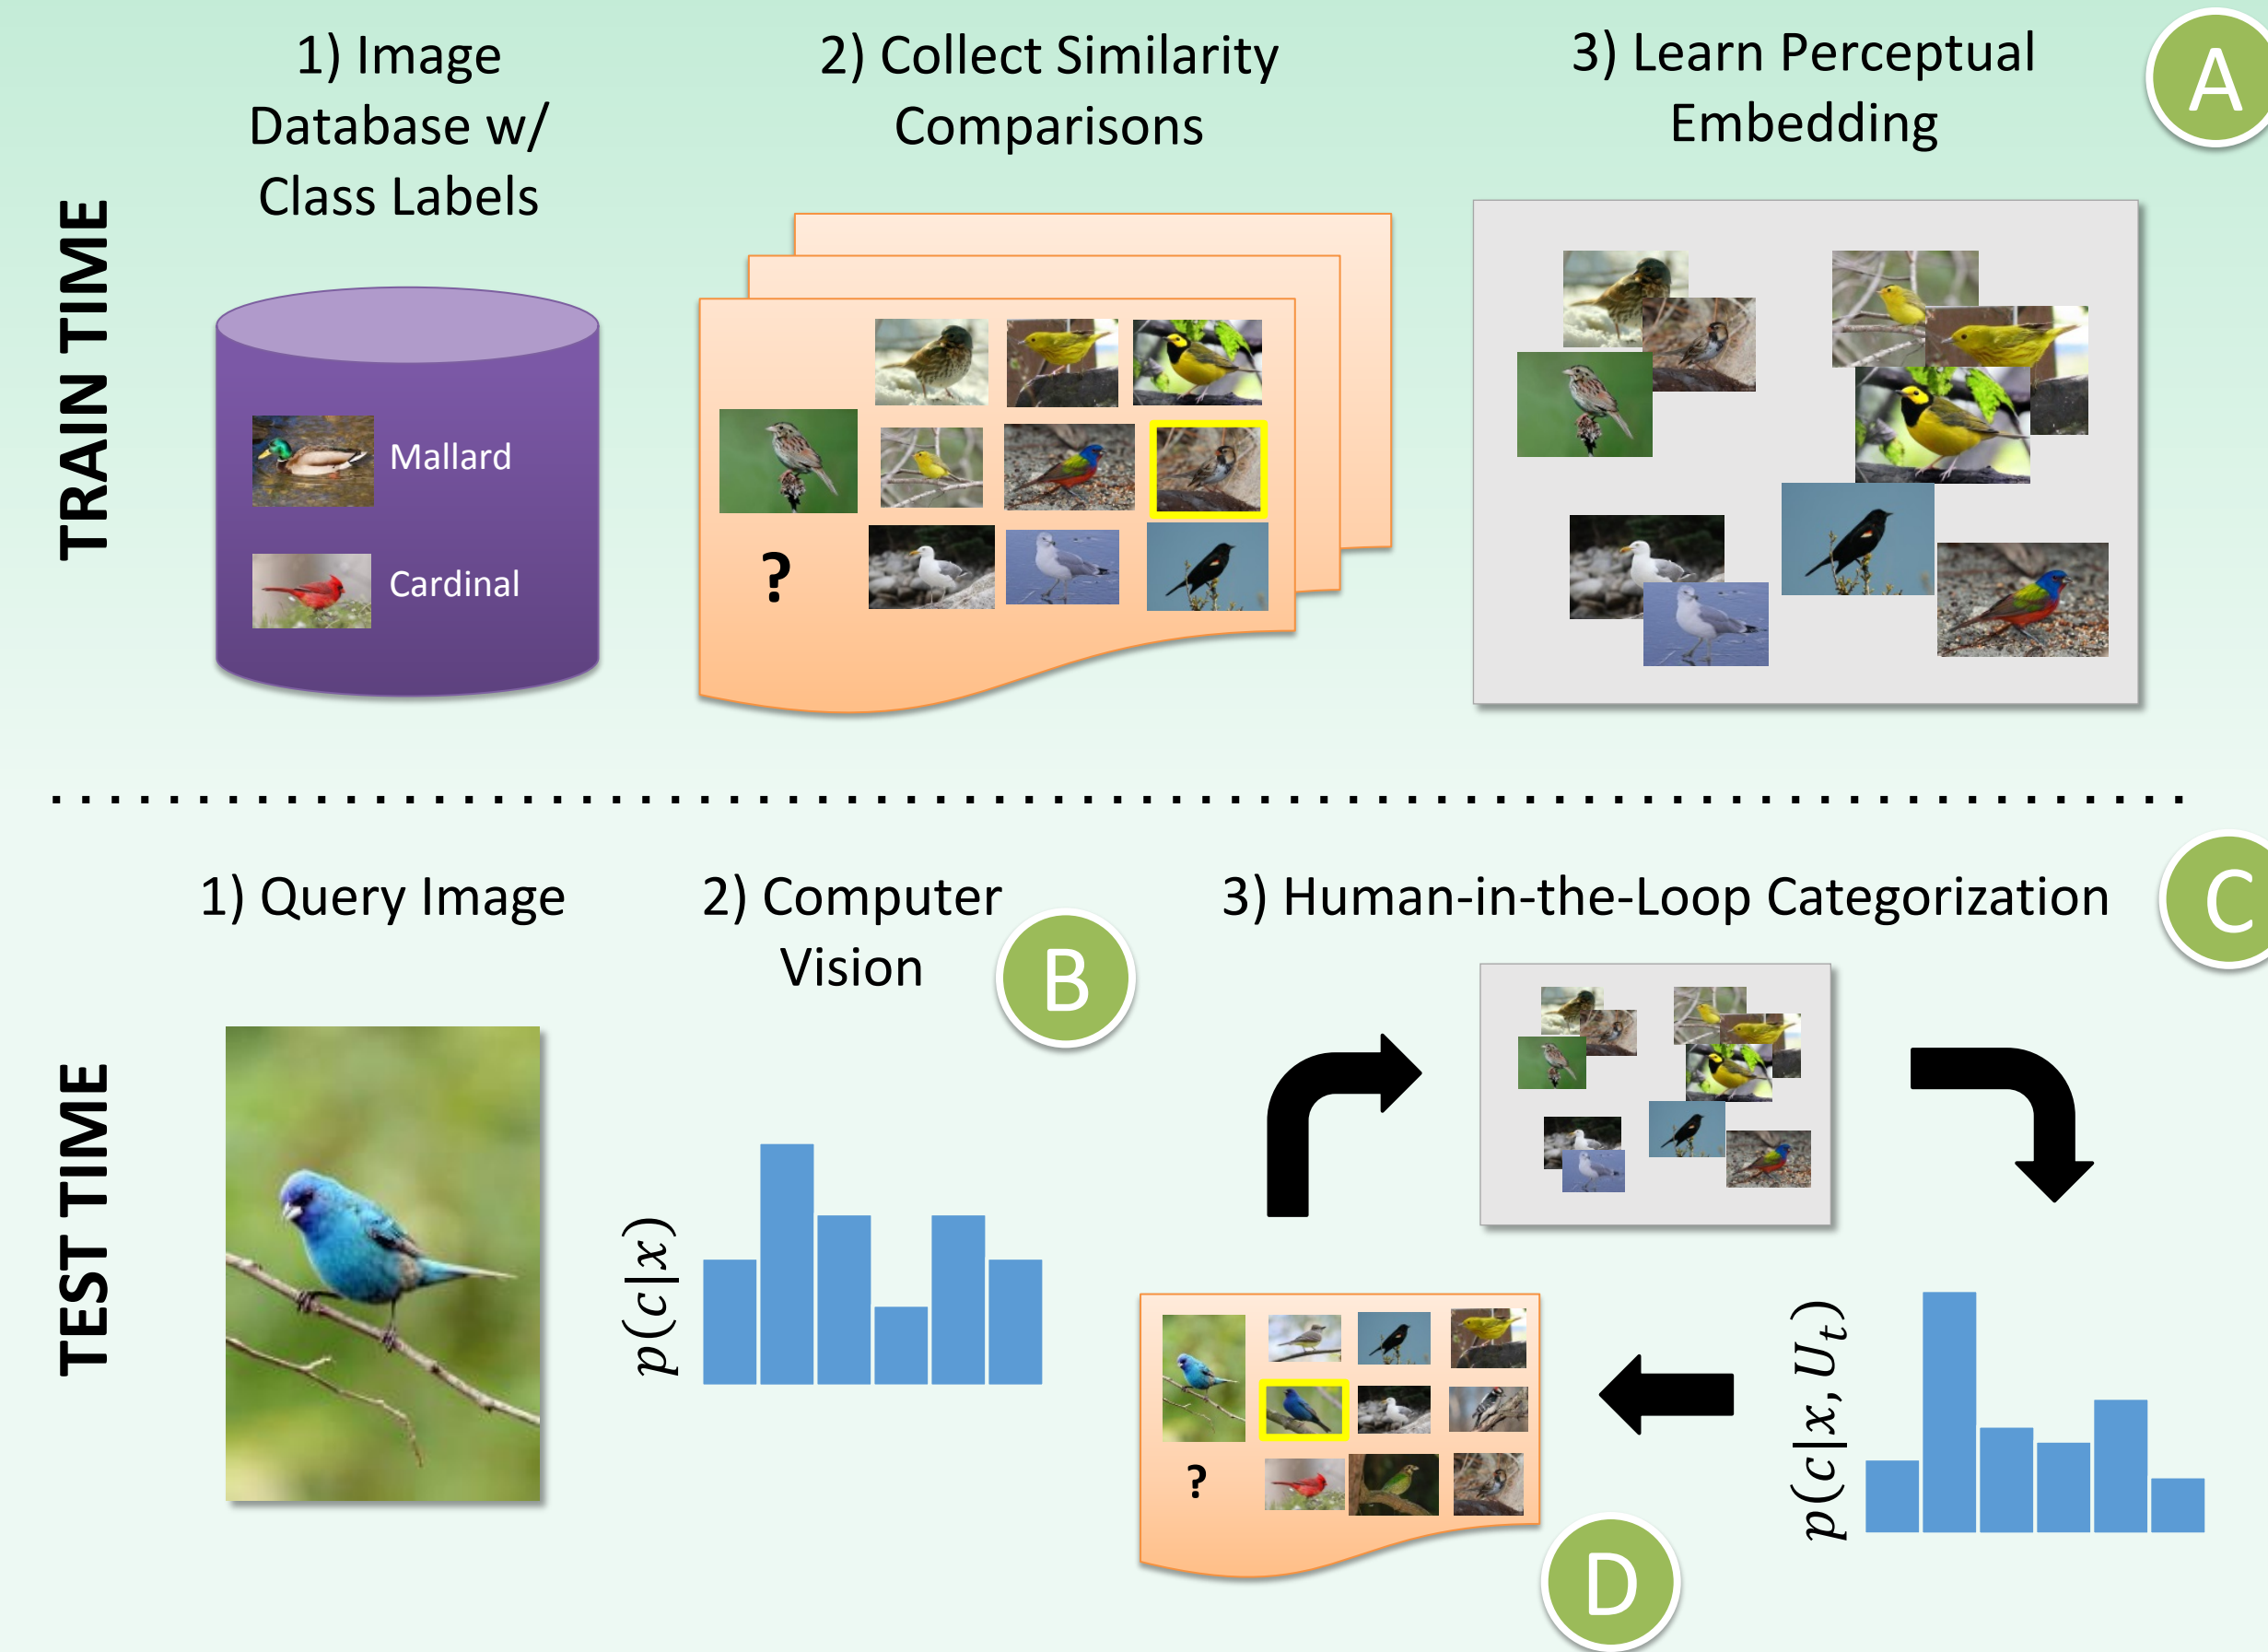 1) Image
Database w/
Class Labels
2) Collect Similarity
Comparisons
3) Learn Perceptual
Embedding
A
TRAIN TIME
Mallard
Cardinal
?
1) Query Image
2) Computer
Vision
B
3) Human-in-the-Loop Categorization
C
TEST TIME
p(c|x)
p(c|x, U_t)
?
D